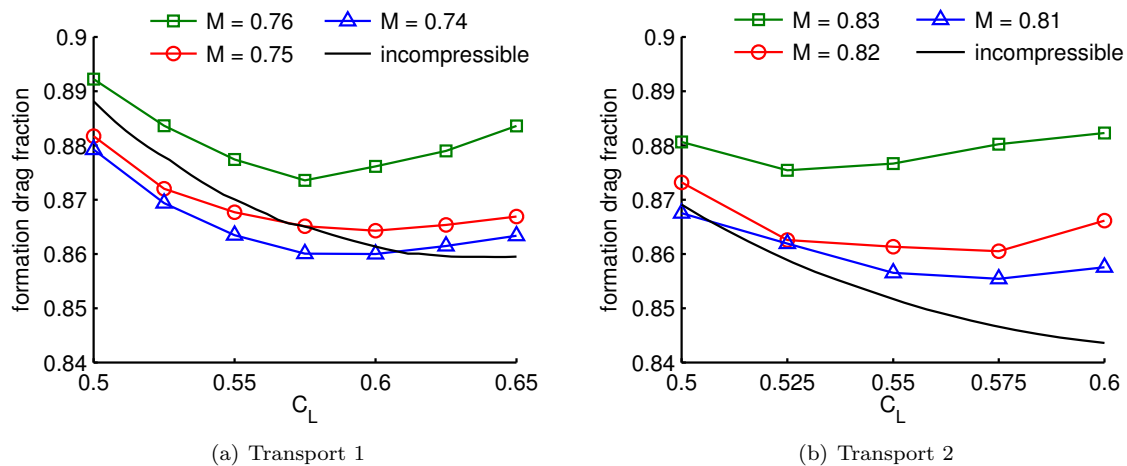 M = 0.76
M = 0.74
M = 0.75
incompressible
0.9
0.89
0.88
0.87
0.86
0.85
0.84
formation drag fraction
0.5
0.55
0.6
0.65
C_L
(a) Transport 1
M = 0.83
M = 0.81
M = 0.82
incompressible
0.9
0.89
0.88
0.87
0.86
0.85
0.84
formation drag fraction
0.5
0.525
0.55
0.575
0.6
C_L
(b) Transport 2